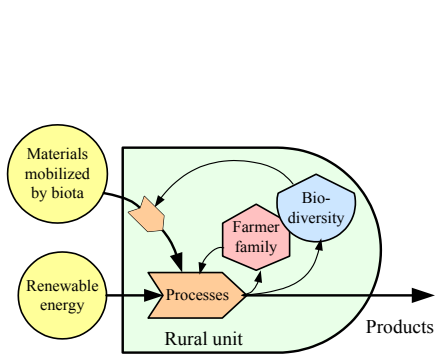 Materials
mobilized
by biota
Bio-
diversity
Farmer
family
Renewable
energy
Processes
Products
Rural unit